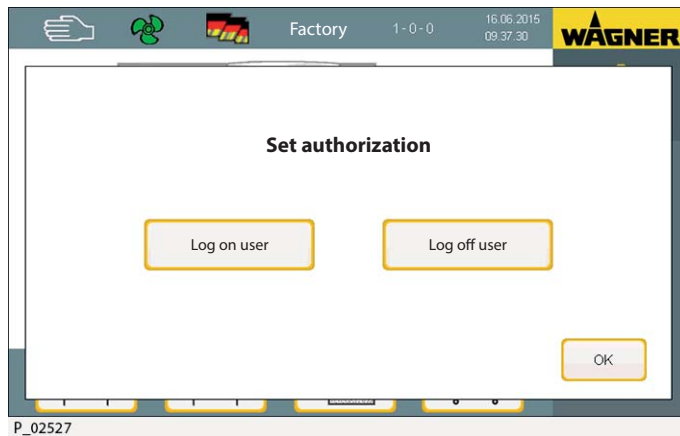 Factory
1-0-0
16.06.2015
09.37.30
WAGNER
Set authorization
Log on user
Log off user
OK
P_02527